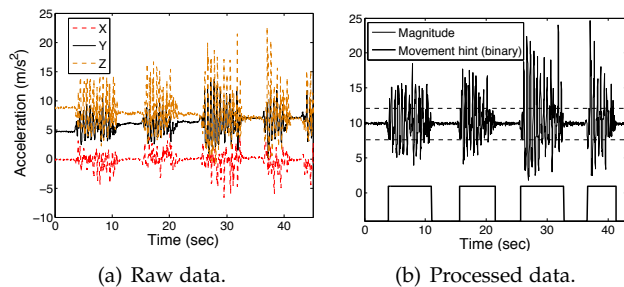 X
Y
Z
Acceleration (m/s²)
25
20
15
10
5
0
−5
−10
0 10 20 30 40
Time (sec)
(a) Raw data.
Magnitude
Movement hint (binary)
25
20
15
10
5
0
0 10 20 30 40
Time (sec)
(b) Processed data.